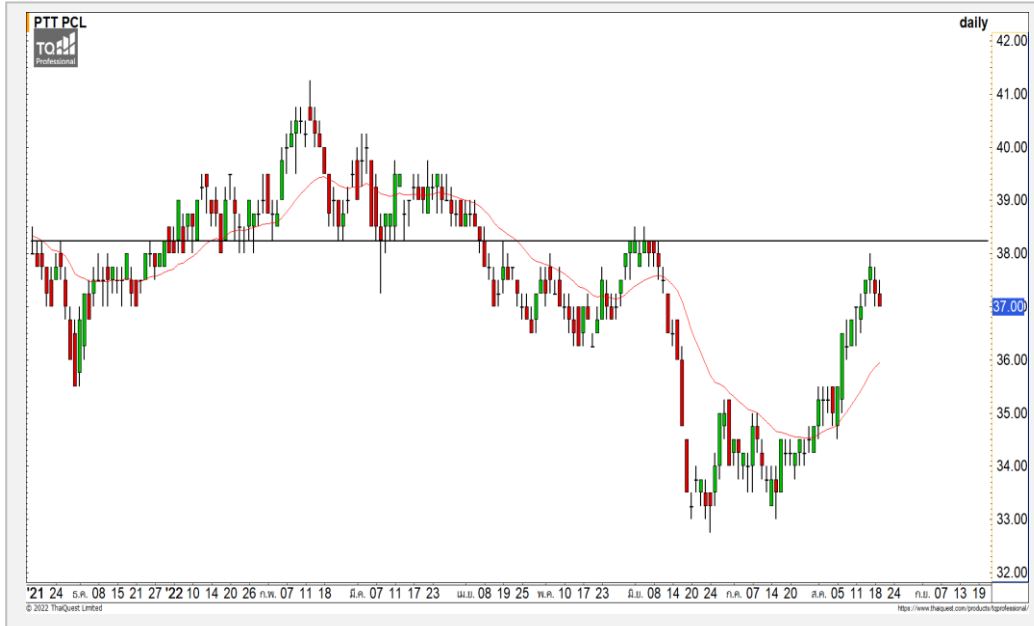 PTT PCL daily
TQ
Professional
42.00
41.00
40.00
39.00
38.00
37.00
36.00
35.00
34.00
33.00
32.00
'21 24 ธ.ค. 08 15 21 27 '22 10 14 20 26 ก.พ. 07 11 18 มี.ค. 07 11 17 23 เม.ย. 08 19 25 พ.ค. 10 17 23 มิ.ย. 08 14 20 24 ก.ค. 07 14 20 ส.ค. 05 11 18 24 ก.ย. 07 13 19
© 2022 ThaiQuest Limited https://www.thaiquest.com/products/tqprofessional/